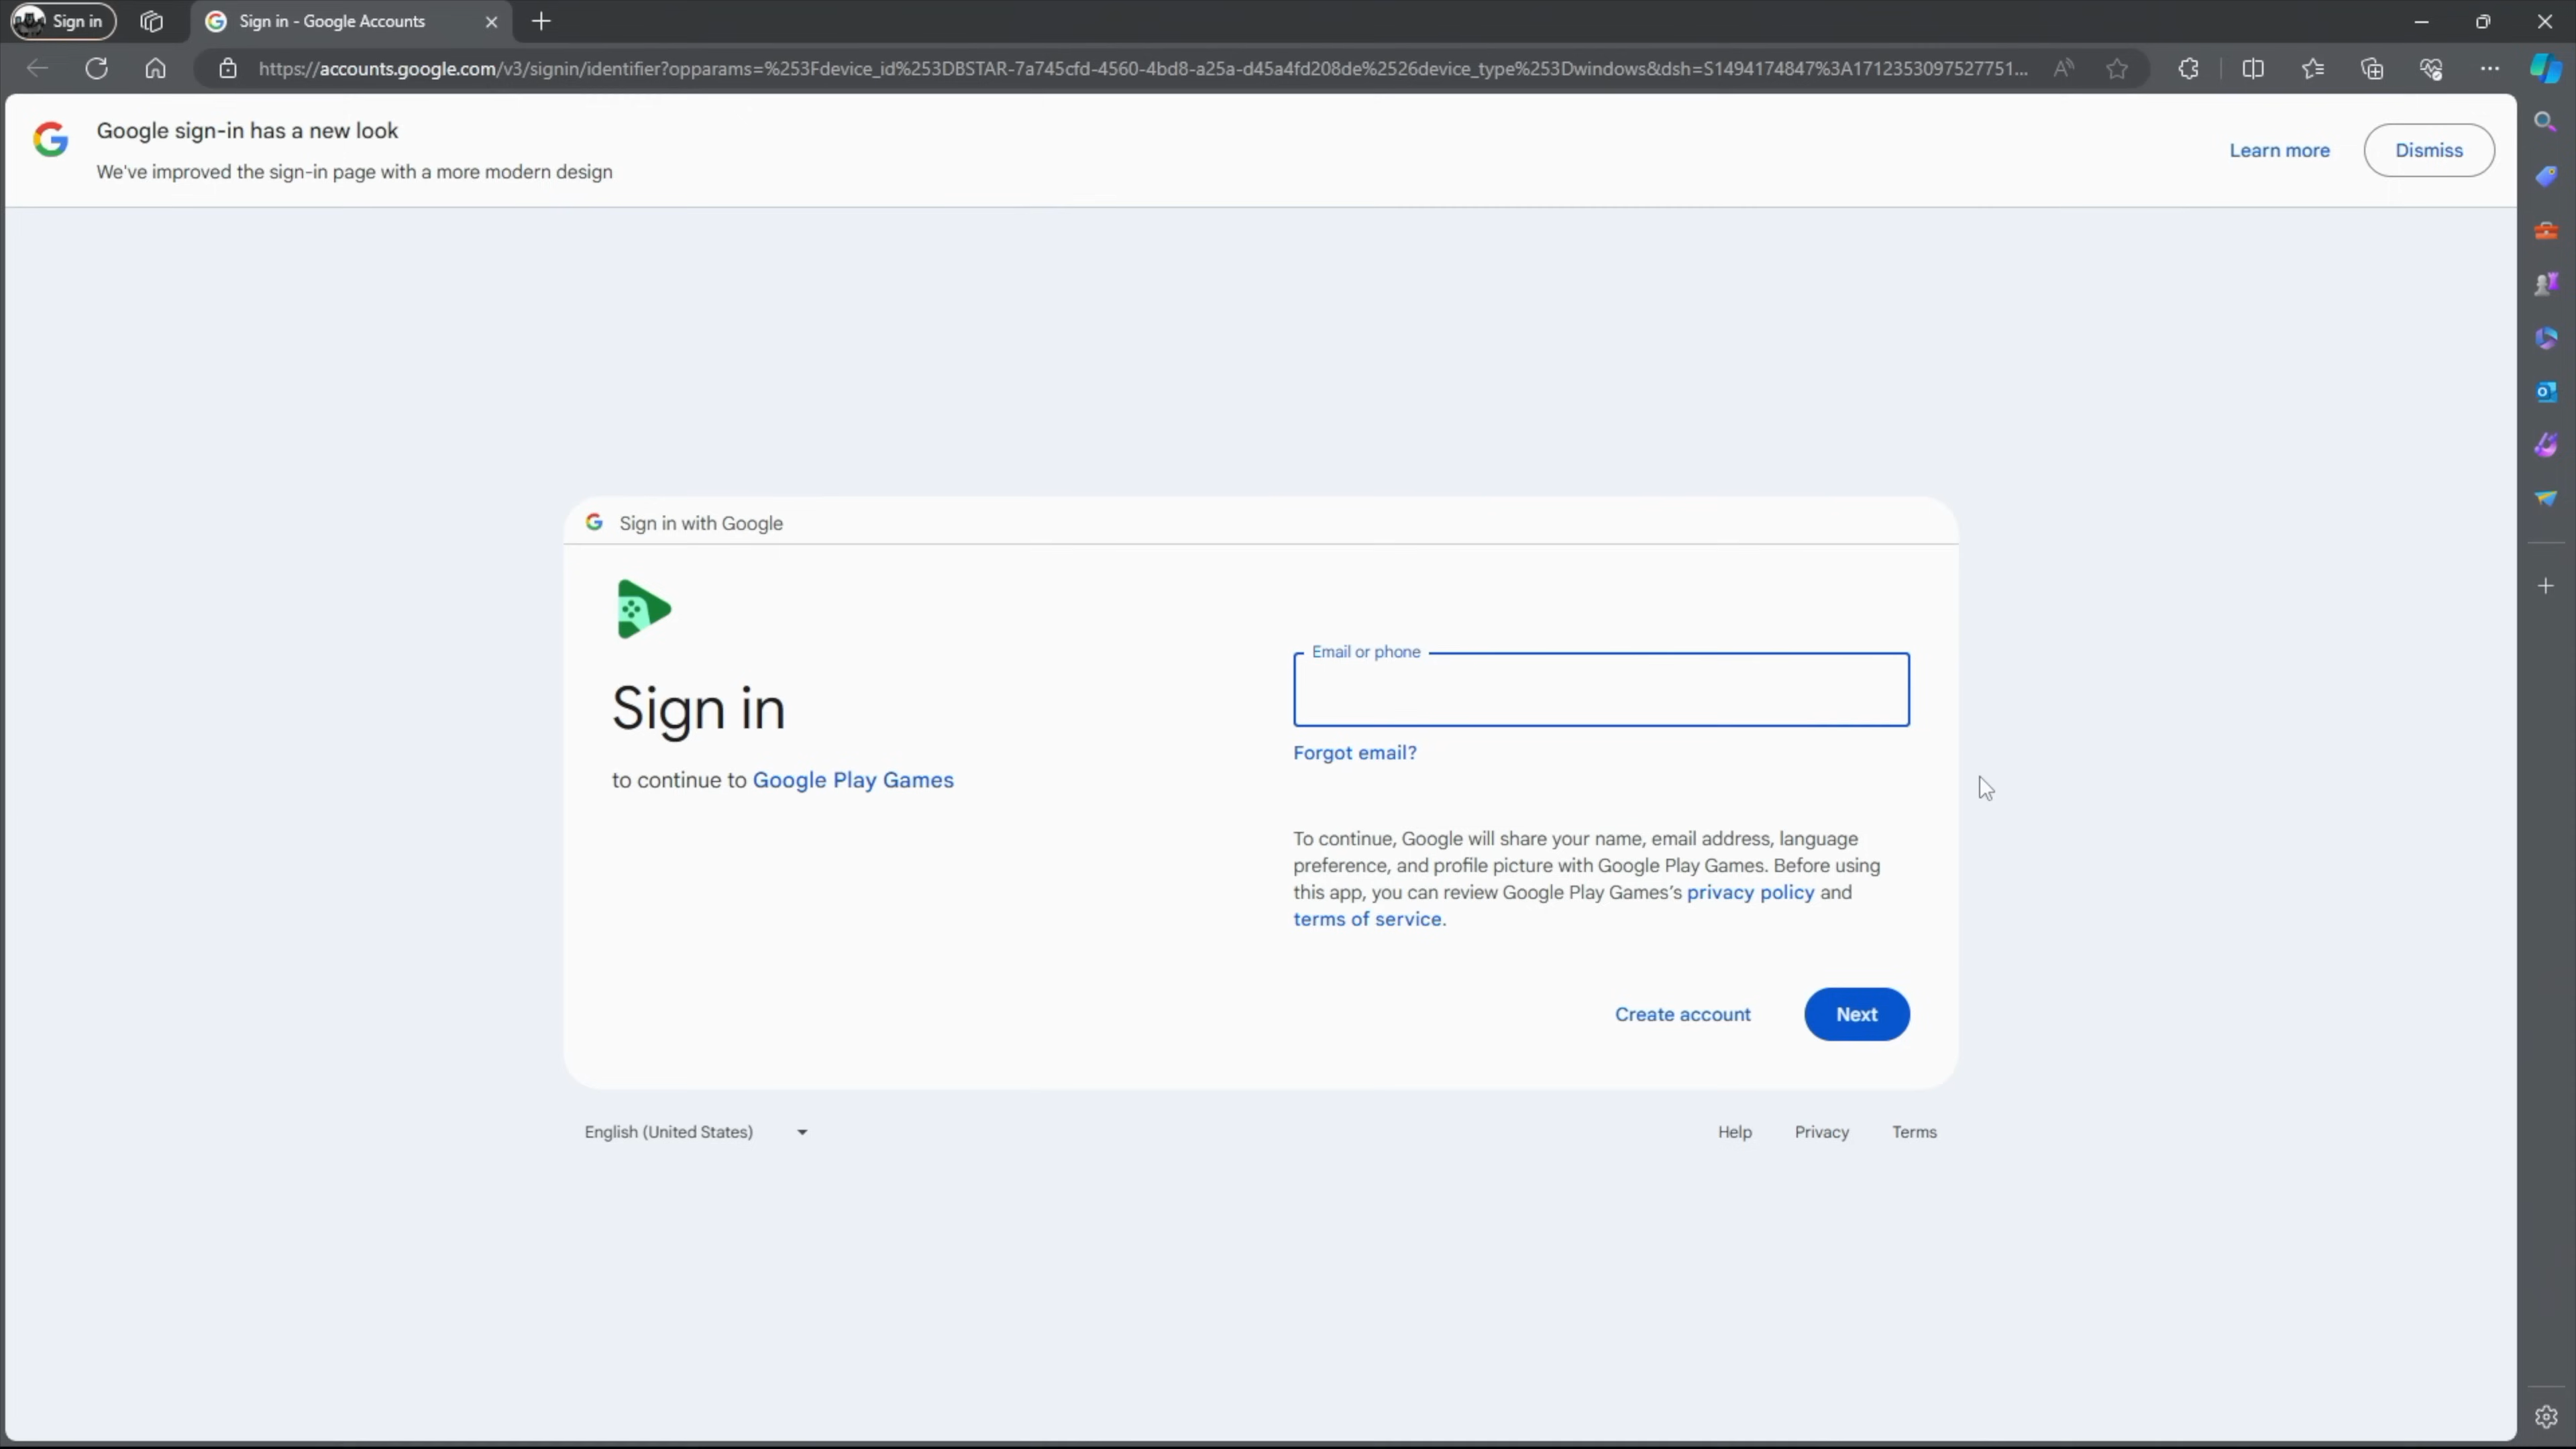 Sign in
Sign in - Google Accounts
https://accounts.google.com/v3/signin/identifier?opparams=%253Fdevice_id%253DBSTAR-7a745cfd-4560-4bd8-a25a-d45a4fd208de%2526device_type%253Dwindows&dsh=S1494174847%3A1712353097527751...
Google sign-in has a new look
We've improved the sign-in page with a more modern design
Learn more
Dismiss
Sign in with Google
Sign in
to continue to Google Play Games
Email or phone
Forgot email?
To continue, Google will share your name, email address, language
preference, and profile picture with Google Play Games. Before using
this app, you can review Google Play Games's privacy policy and
terms of service.
Create account
Next
English (United States)
Help
Privacy
Terms